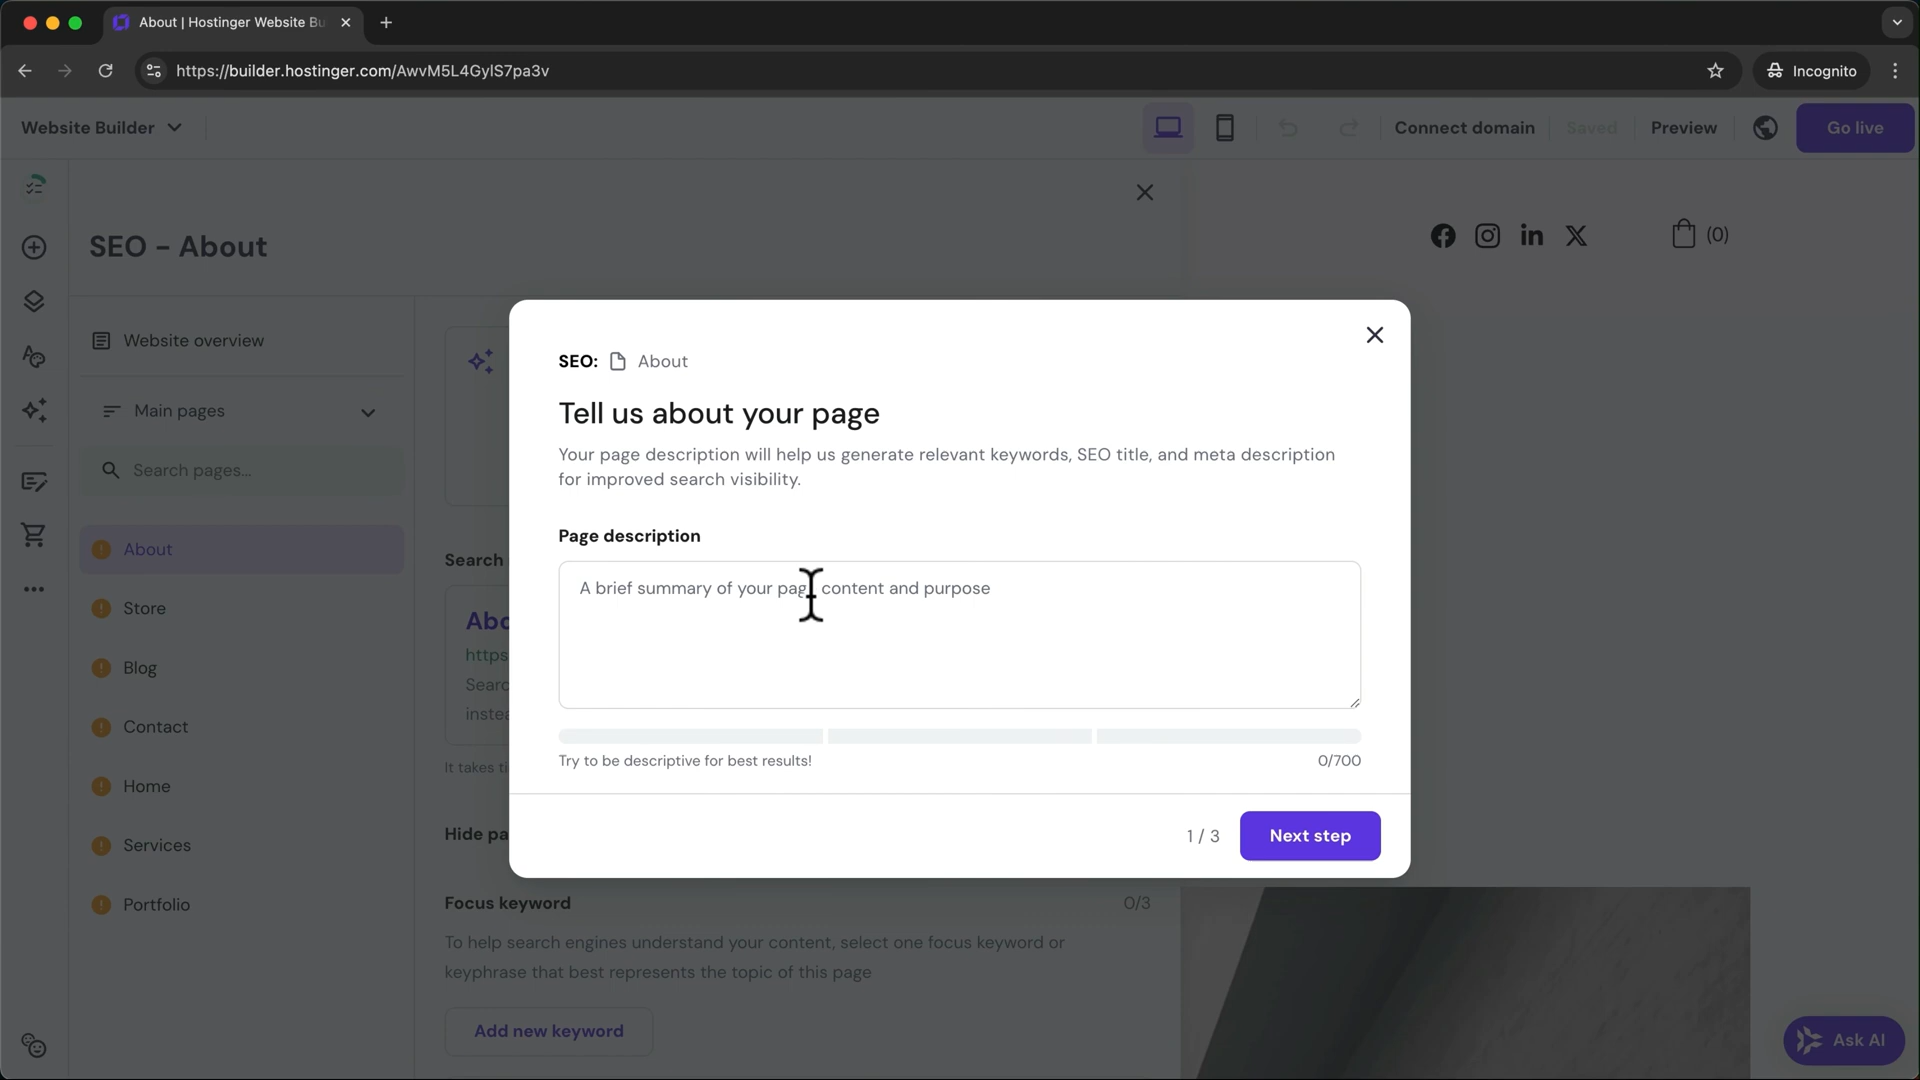 About | Hostinger Website Bu
https://builder.hostinger.com/AwvM5L4GylS7pa3v
Incognito
Website Builder
Connect domain
Saved
Preview
Go live
SEO – About
(0)
Website overview
Main pages
Search pages...
About
Store
Blog
Contact
Home
Services
Portfolio
SEO: About
Tell us about your page
Your page description will help us generate relevant keywords, SEO title, and meta description
for improved search visibility.
Page description
A brief summary of your pag content and purpose
Try to be descriptive for best results!
0/700
1 / 3
Next step
Search
Abo
https
Searc
instea
It takes ti
Hide pa
Focus keyword
0/3
To help search engines understand your content, select one focus keyword or
keyphrase that best represents the topic of this page
Add new keyword
Ask AI